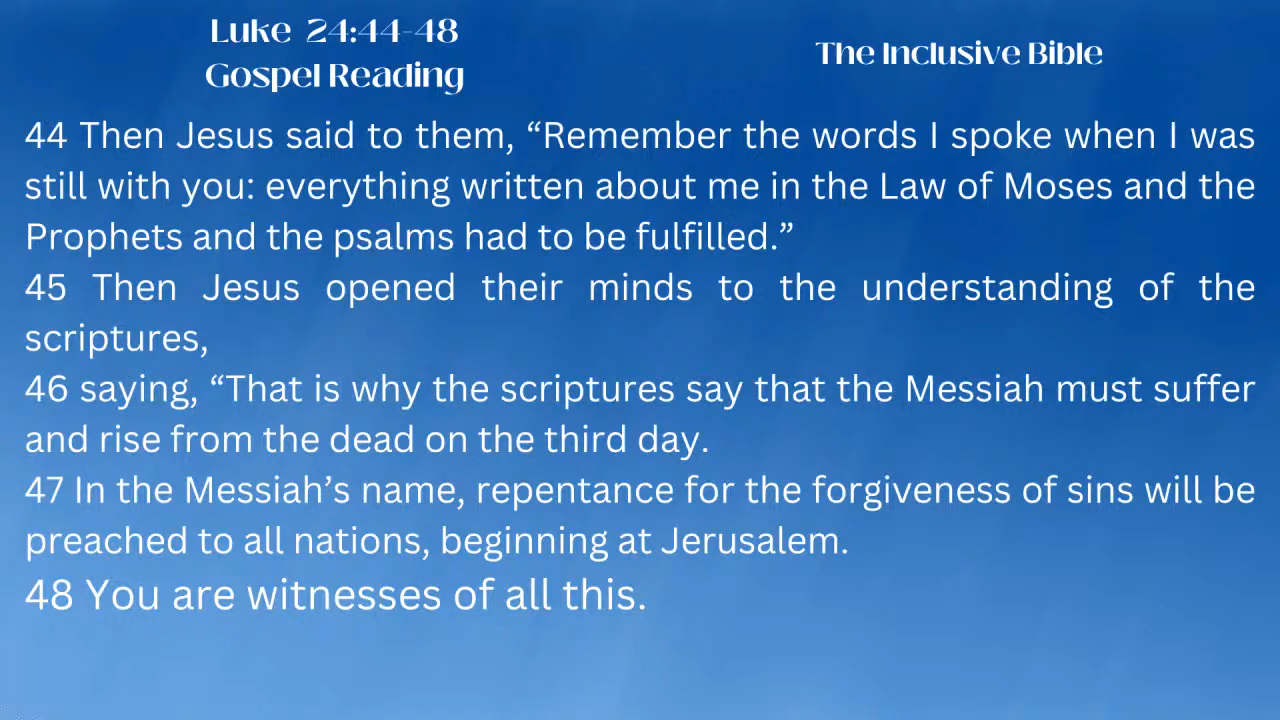 Luke 24:44-48
Gospel Reading
The Inclusive Bible
44 Then Jesus said to them, “Remember the words I spoke when I was
still with you: everything written about me in the Law of Moses and the
Prophets and the psalms had to be fulfilled.”
45 Then Jesus opened their minds to the understanding of the
scriptures,
46 saying, “That is why the scriptures say that the Messiah must suffer
and rise from the dead on the third day.
47 In the Messiah’s name, repentance for the forgiveness of sins will be
preached to all nations, beginning at Jerusalem.
48 You are witnesses of all this.